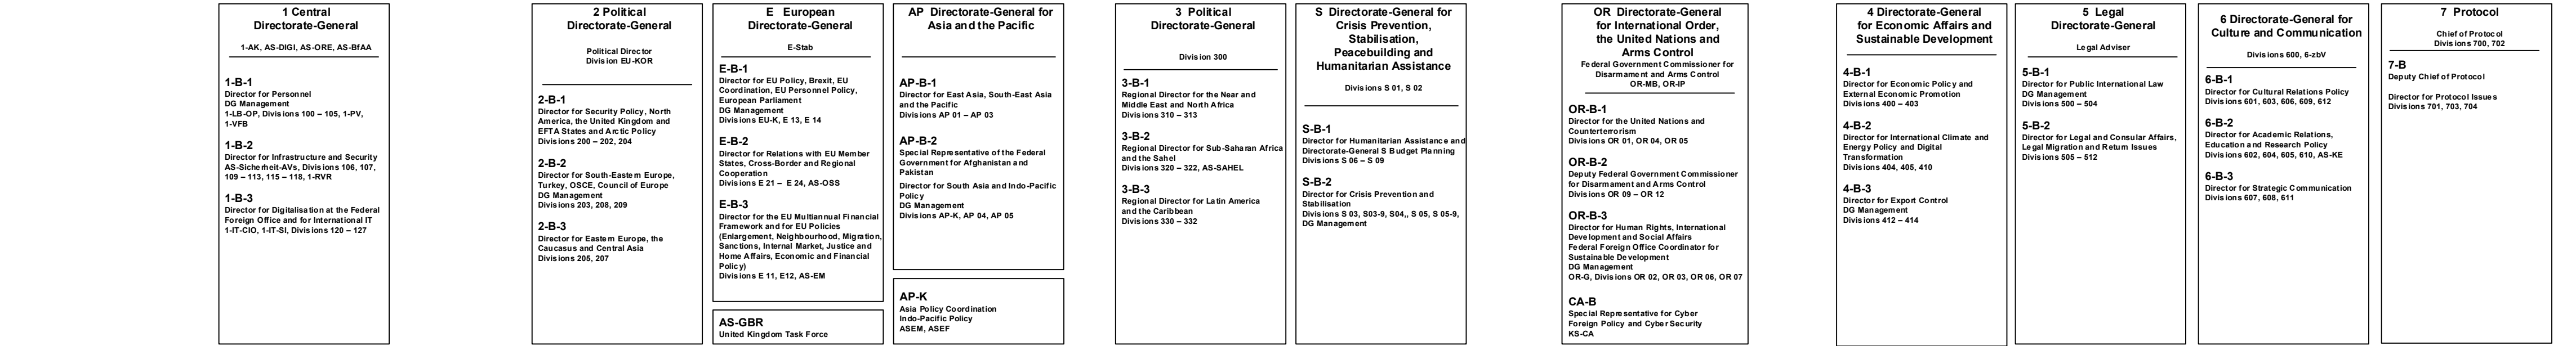 1 Central
Directorate-General
1-AK, AS-DIGI, AS-ORE, AS-BfAA
1-B-1
Director for Personnel
DG Management
1-LB-OP, Divisions 100 – 105, 1-PV,
1-VFB
1-B-2
Director for Infrastructure and Security
AS-Sicherheit-AVs, Divisions 106, 107,
109 – 113, 115 – 118, 1-RVR
1-B-3
Director for Digitalisation at the Federal
Foreign Office and for International IT
1-IT-CIO, 1-IT-SI, Divisions 120 – 127
2 Political
Directorate-General
Political Director
Division EU-KOR
2-B-1
Director for Security Policy, North
America, the United Kingdom and
EFTA States and Arctic Policy
Divisions 200 – 202, 204
2-B-2
Director for South-Eastern Europe,
Turkey, OSCE, Council of Europe
DG Management
Divisions 203, 208, 209
2-B-3
Director for Eastern Europe, the
Caucasus and Central Asia
Divisions 205, 207
E European
Directorate-General
E-Stab
E-B-1
Director for EU Policy, Brexit, EU
Coordination, EU Personnel Policy,
European Parliament
DG Management
Divisions EU-K, E 13, E 14
E-B-2
Director for Relations with EU Member
States, Cross-Border and Regional
Cooperation
Divisions E 21 – E 24, AS-OSS
E-B-3
Director for the EU Multiannual Financial
Framework and for EU Policies
(Enlargement, Neighbourhood, Migration,
Sanctions, Internal Market, Justice and
Home Affairs, Economic and Financial
Policy)
Divisions E 11, E12, AS-EM
AS-GBR
United Kingdom Task Force
AP Directorate-General for
Asia and the Pacific
AP-B-1
Director for East Asia, South-East Asia
and the Pacific
Divisions AP 01 – AP 03
AP-B-2
Special Representative of the Federal
Government for Afghanistan and
Pakistan
Director for South Asia and Indo-Pacific
Policy
DG Management
Divisions AP-K, AP 04, AP 05
AP-K
Asia Policy Coordination
Indo-Pacific Policy
ASEM, ASEF
3 Political
Directorate-General
Division 300
3-B-1
Regional Director for the Near and
Middle East and North Africa
Divisions 310 – 313
3-B-2
Regional Director for Sub-Saharan Africa
and the Sahel
Divisions 320 – 322, AS-SAHEL
3-B-3
Regional Director for Latin America
and the Caribbean
Divisions 330 – 332
S Directorate-General for
Crisis Prevention,
Stabilisation,
Peacebuilding and
Humanitarian Assistance
Divisions S 01, S 02
S-B-1
Director for Humanitarian Assistance and
Directorate-General S Budget Planning
Divisions S 06 – S 09
S-B-2
Director for Crisis Prevention and
Stabilisation
Divisions S 03, S03-9, S04,, S 05, S 05-9,
DG Management
OR Directorate-General
for International Order,
the United Nations and
Arms Control
Federal Government Commissioner for
Disarmament and Arms Control
OR-MB, OR-IP
OR-B-1
Director for the United Nations and
Counterterrorism
Divisions OR 01, OR 04, OR 05
OR-B-2
Deputy Federal Government Commissioner
for Disarmament and Arms Control
Divisions OR 09 – OR 12
OR-B-3
Director for Human Rights, International
Development and Social Affairs
Federal Foreign Office Coordinator for
Sustainable Development
DG Management
OR-G, Divisions OR 02, OR 03, OR 06, OR 07
CA-B
Special Representative for Cyber
Foreign Policy and Cyber Security
KS-CA
4 Directorate-General
for Economic Affairs and
Sustainable Development
4-B-1
Director for Economic Policy and
External Economic Promotion
Divisions 400 – 403
4-B-2
Director for International Climate and
Energy Policy and Digital
Transformation
Divisions 404, 405, 410
4-B-3
Director for Export Control
DG Management
Divisions 412 – 414
5 Legal
Directorate-General
Legal Adviser
5-B-1
Director for Public International Law
DG Management
Divisions 500 – 504
5-B-2
Director for Legal and Consular Affairs,
Legal Migration and Return Issues
Divisions 505 – 512
6 Directorate-General for
Culture and Communication
Divisions 600, 6-zbV
6-B-1
Director for Cultural Relations Policy
Divisions 601, 603, 606, 609, 612
6-B-2
Director for Academic Relations,
Education and Research Policy
Divisions 602, 604, 605, 610, AS-KE
6-B-3
Director for Strategic Communication
Divisions 607, 608, 611
7 Protocol
Chief of Protocol
Divisions 700, 702
7-B
Deputy Chief of Protocol
Director for Protocol Issues
Divisions 701, 703, 704